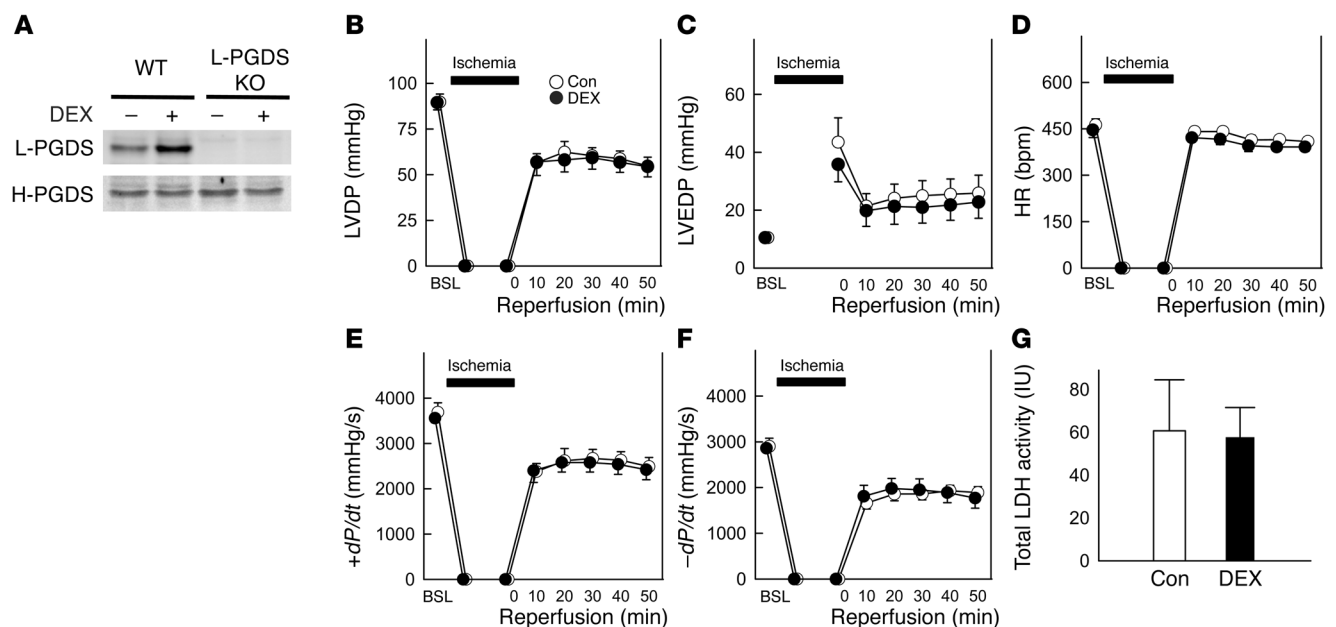 A
WT
L-PGDS
KO
DEX – + – +
L-PGDS
H-PGDS
B
Ischemia
Con
DEX
LVDP (mmHg)
100
75
50
25
0
BSL 0 10 20 30 40 50
Reperfusion (min)
C
Ischemia
LVEDP (mmHg)
60
40
20
0
BSL 0 10 20 30 40 50
Reperfusion (min)
D
Ischemia
HR (bpm)
600
450
300
150
0
BSL 0 10 20 30 40 50
Reperfusion (min)
E
Ischemia
+dP/dt (mmHg/s)
4000
3000
2000
1000
0
BSL 0 10 20 30 40 50
Reperfusion (min)
F
Ischemia
–dP/dt (mmHg/s)
4000
3000
2000
1000
0
BSL 0 10 20 30 40 50
Reperfusion (min)
G
Total LDH activity (IU)
80
60
40
20
0
Con DEX